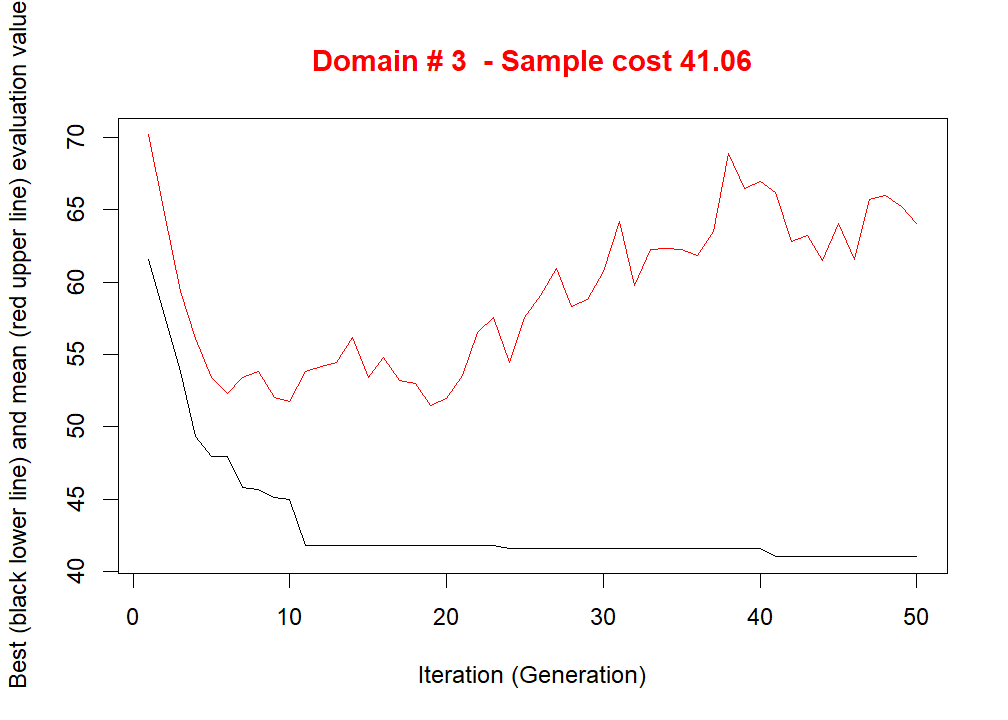 Domain # 3  - Sample cost 41.06
Best (black lower line) and mean (red upper line) evaluation value
70
65
60
55
50
45
40
0 10 20 30 40 50
Iteration (Generation)